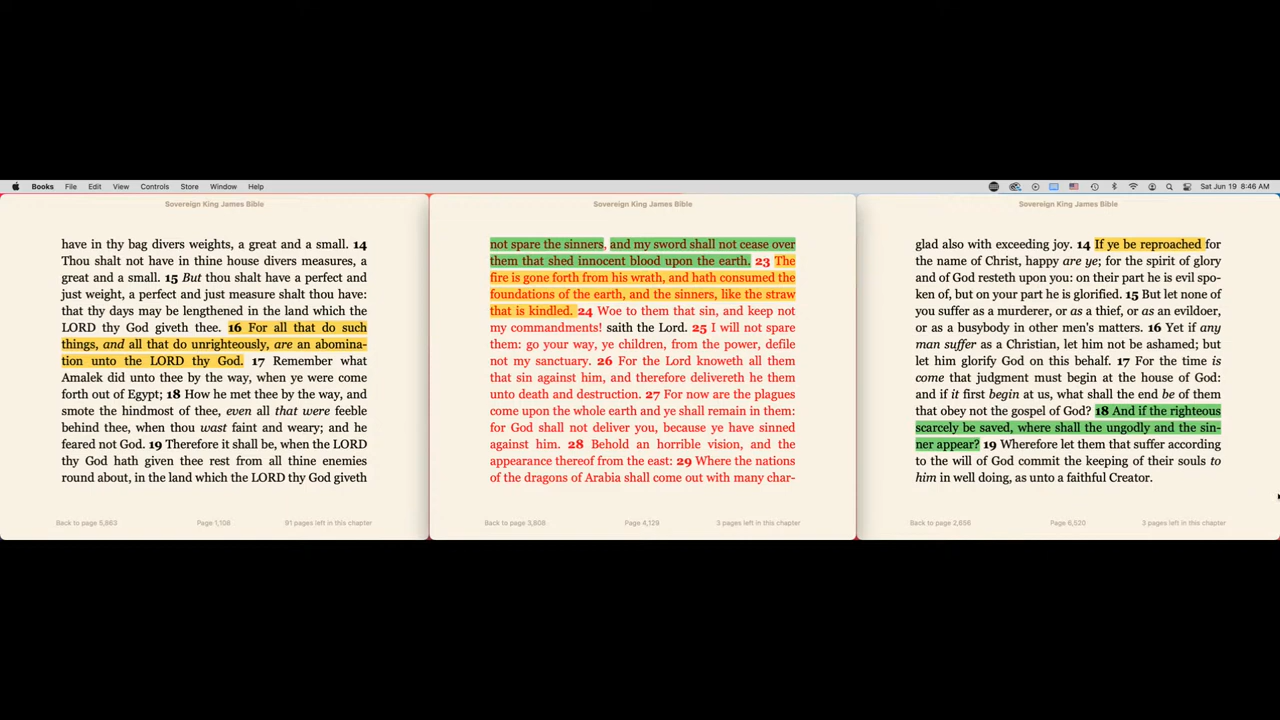 Books File Edit View Controls Store Window Help Sat Jun 19 8:46 AM
Sovereign King James Bible
have in thy bag divers weights, a great and a small. 14
Thou shalt not have in thine house divers measures, a
great and a small. 15 But thou shalt have a perfect and
just weight, a perfect and just measure shalt thou have:
that thy days may be lengthened in the land which the
LORD thy God giveth thee. 16 For all that do such
things, and all that do unrighteously, are an abomina-
tion unto the LORD thy God. 17 Remember what
Amalek did unto thee by the way, when ye were come
forth out of Egypt; 18 How he met thee by the way, and
smote the hindmost of thee, even all that were feeble
behind thee, when thou wast faint and weary; and he
feared not God. 19 Therefore it shall be, when the LORD
thy God hath given thee rest from all thine enemies
round about, in the land which the LORD thy God giveth
Back to page 5,863 Page 1,108 91 pages left in this chapter
Sovereign King James Bible
not spare the sinners, and my sword shall not cease over
them that shed innocent blood upon the earth. 23 The
fire is gone forth from his wrath, and hath consumed the
foundations of the earth, and the sinners, like the straw
that is kindled. 24 Woe to them that sin, and keep not
my commandments! saith the Lord. 25 I will not spare
them: go your way, ye children, from the power, defile
not my sanctuary. 26 For the Lord knoweth all them
that sin against him, and therefore delivereth he them
unto death and destruction. 27 For now are the plagues
come upon the whole earth and ye shall remain in them:
for God shall not deliver you, because ye have sinned
against him. 28 Behold an horrible vision, and the
appearance thereof from the east: 29 Where the nations
of the dragons of Arabia shall come out with many char-
Back to page 3,808 Page 4,129 3 pages left in this chapter
Sovereign King James Bible
glad also with exceeding joy. 14 If ye be reproached for
the name of Christ, happy are ye; for the spirit of glory
and of God resteth upon you: on their part he is evil spo-
ken of, but on your part he is glorified. 15 But let none of
you suffer as a murderer, or as a thief, or as an evildoer,
or as a busybody in other men's matters. 16 Yet if any
man suffer as a Christian, let him not be ashamed; but
let him glorify God on this behalf. 17 For the time is
come that judgment must begin at the house of God:
and if it first begin at us, what shall the end be of them
that obey not the gospel of God? 18 And if the righteous
scarcely be saved, where shall the ungodly and the sin-
ner appear? 19 Wherefore let them that suffer according
to the will of God commit the keeping of their souls to
him in well doing, as unto a faithful Creator.
Back to page 2,656 Page 6,520 3 pages left in this chapter